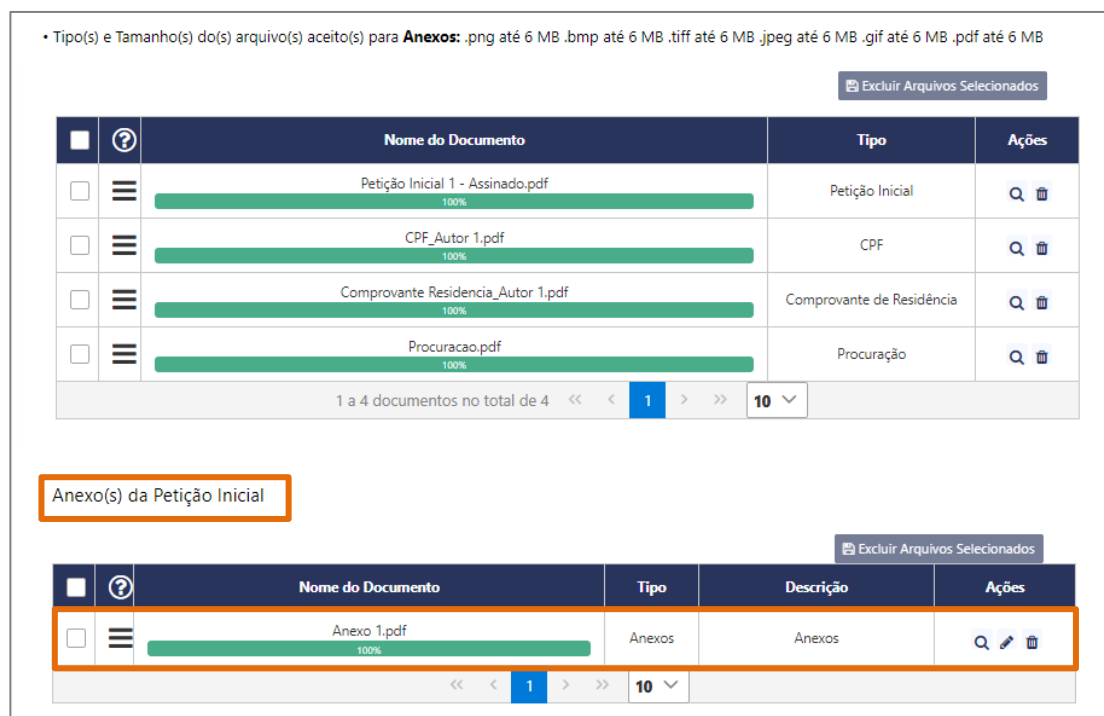 • Tipo(s) e Tamanho(s) do(s) arquivo(s) aceito(s) para Anexos: .png até 6 MB .bmp até 6 MB .tiff até 6 MB .jpeg até 6 MB .gif até 6 MB .pdf até 6 MB
Excluir Arquivos Selecionados
? Nome do Documento Tipo Ações
Petição Inicial 1 - Assinado.pdf
100%
Petição Inicial
CPF_Autor 1.pdf
100%
CPF
Comprovante Residencia_Autor 1.pdf
100%
Comprovante de Residência
Procuracao.pdf
100%
Procuração
1 a 4 documentos no total de 4 << < 1 > >> 10
Anexo(s) da Petição Inicial
Excluir Arquivos Selecionados
? Nome do Documento Tipo Descrição Ações
Anexo 1.pdf
100%
Anexos Anexos
<< < 1 > >> 10